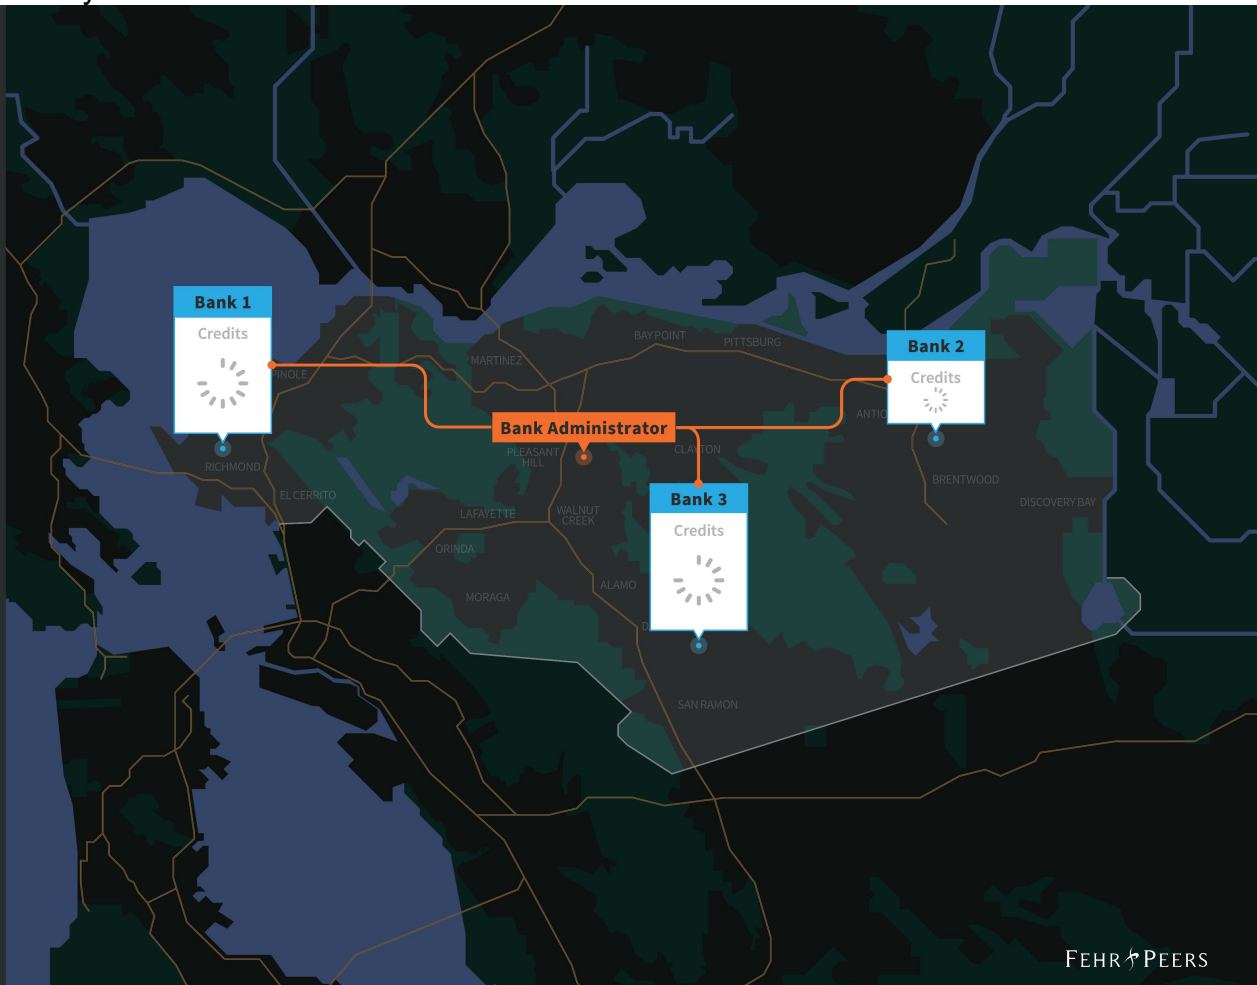 Bank 1
Credits
Bank 2
Credits
BAY POINT
PITTSBURG
MARTINEZ
PINOLE
Bank Administrator
PLEASANT
HILL
CLAYTON
RICHMOND
EL CERRITO
BRENTWOOD
DISCOVERY BAY
Bank 3
Credits
LAFAYETTE
WALNUT
CREEK
ORINDA
ALAMO
MORAGA
SAN RAMON
FEHR PEERS